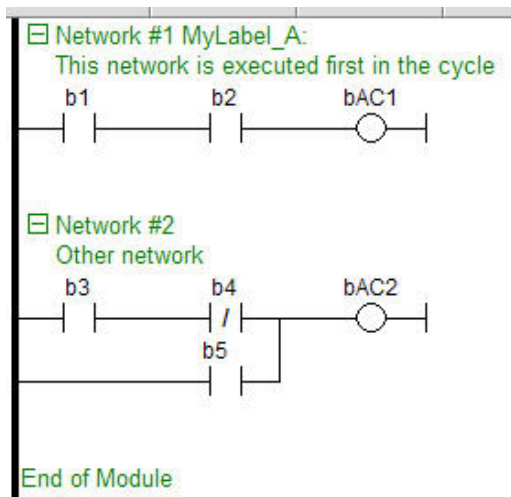 Network #1 MyLabel_A:
This network is executed first in the cycle
b1 b2 bAC1
Network #2
Other network
b3 b4 bAC2
/
b5
End of Module